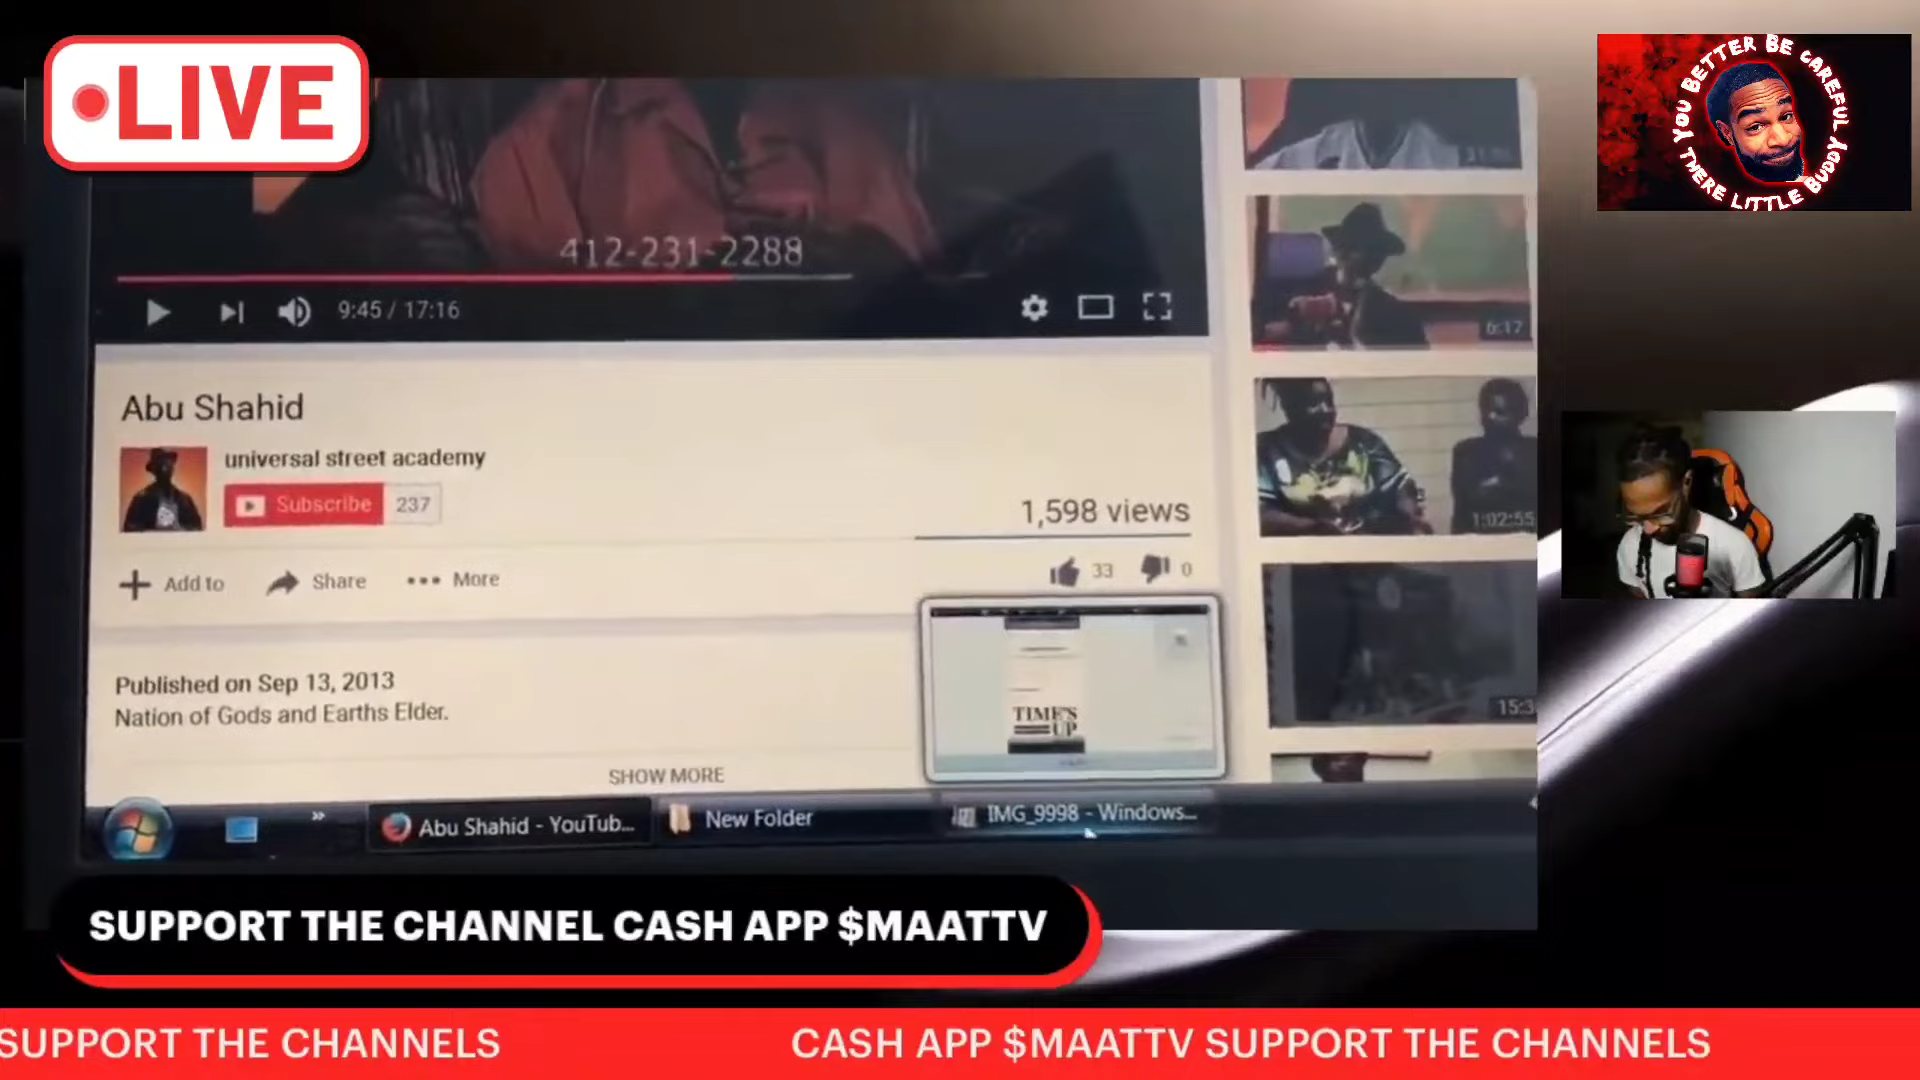 LIVE
YOU BETTER BE CAREFUL
THERE LITTLE BUDDY
412-231-2288
9:45 / 17:16
6:17
Abu Shahid
universal street academy
Subscribe 237
1,598 views
1:02:55
Add to Share More
33 0
Published on Sep 13, 2013
Nation of Gods and Earths Elder.
TIME'S
UP
15:3
SHOW MORE
Abu Shahid - YouTub...
New Folder
IMG_9998 - Windows...
SUPPORT THE CHANNEL CASH APP $MAATTV
SUPPORT THE CHANNELS CASH APP $MAATTV SUPPORT THE CHANNELS